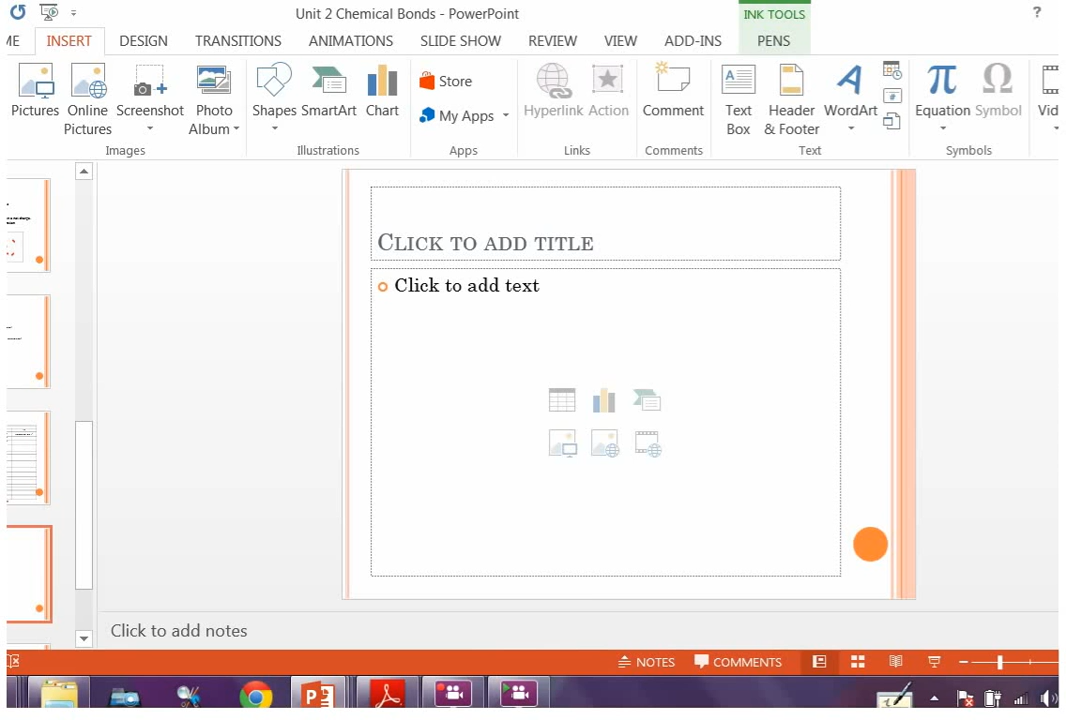 Unit 2 Chemical Bonds - PowerPoint
INK TOOLS
?
ME INSERT DESIGN TRANSITIONS ANIMATIONS SLIDE SHOW REVIEW VIEW ADD-INS PENS
Pictures Online Pictures Screenshot Photo Album Shapes SmartArt Chart Store My Apps Hyperlink Action Comment Text Box Header & Footer WordArt Equation Symbol Vid
Images Illustrations Apps Links Comments Text Symbols
CLICK TO ADD TITLE
Click to add text
Click to add notes
NOTES COMMENTS